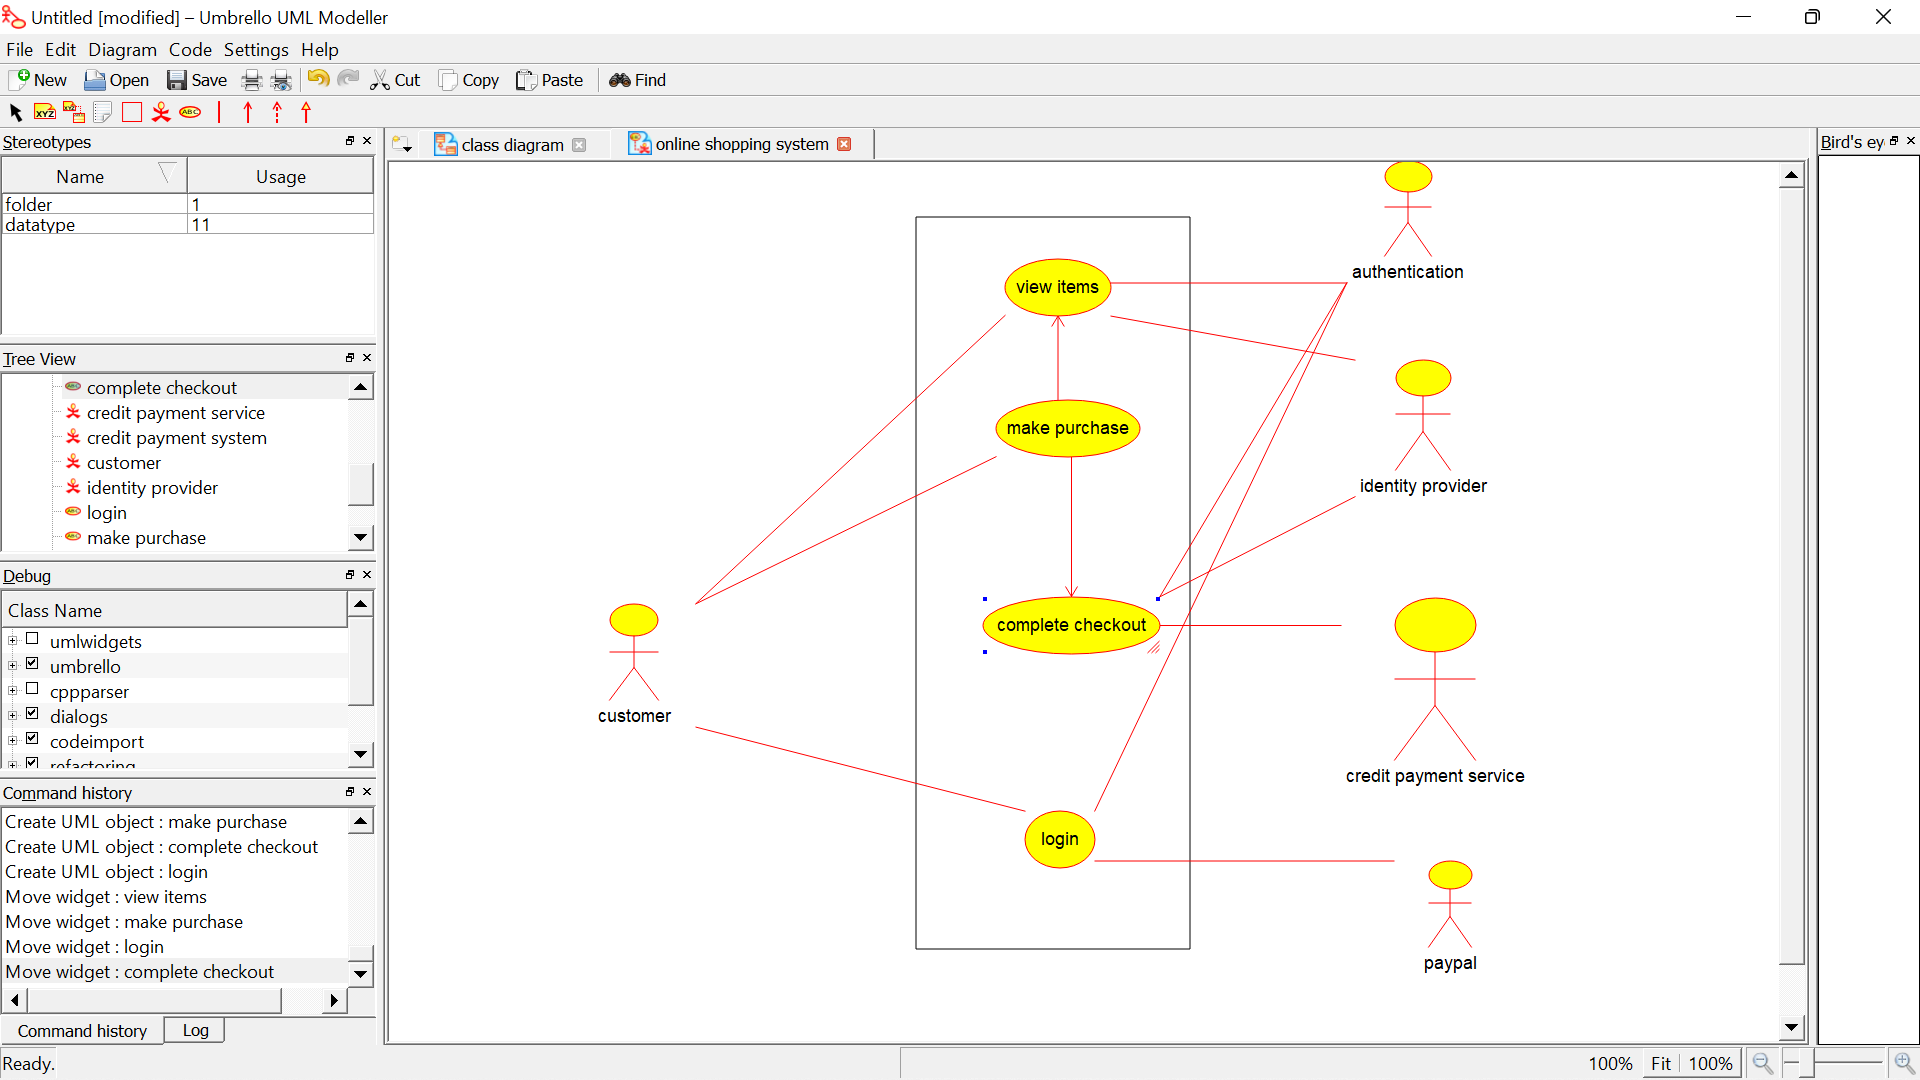 Untitled [modified] – Umbrello UML Modeller
File Edit Diagram Code Settings Help
New Open Save Cut Copy Paste Find
XYZ XYZ ABC
Stereotypes
Name Usage
folder 1
datatype 11
Tree View
complete checkout
credit payment service
credit payment system
customer
identity provider
login
make purchase
Debug
Class Name
umlwidgets
umbrello
cppparser
dialogs
codeimport
refactoring
Command history
Create UML object : make purchase
Create UML object : complete checkout
Create UML object : login
Move widget : view items
Move widget : make purchase
Move widget : login
Move widget : complete checkout
Command history Log
Ready.
class diagram online shopping system
authentication
view items
make purchase
identity provider
complete checkout
customer
credit payment service
login
paypal
Bird's ey
100% Fit 100%